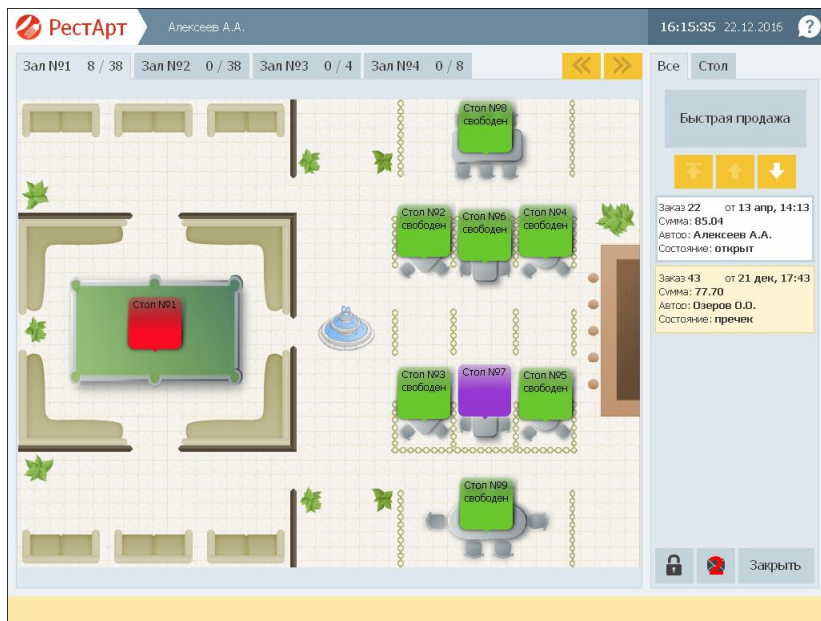 РестАрт
Алексеев А.А.
16:15:35 22.12.2016 ?
Зал №1 8 / 38 Зал №2 0 / 38 Зал №3 0 / 4 Зал №4 0 / 8
Все Стол
Быстрая продажа
Заказ 22 от 13 апр, 14:13
Сумма: 85.04
Автор: Алексеев А.А.
Состояние: открыт
Заказ 43 от 21 дек, 17:43
Сумма: 77.70
Автор: Озеров О.О.
Состояние: пречек
Стол №8
свободен
Стол №2
свободен
Стол №6
свободен
Стол №4
свободен
Стол №1
Стол №3
свободен
Стол №7
Стол №5
свободен
Стол №9
свободен
Закрыть